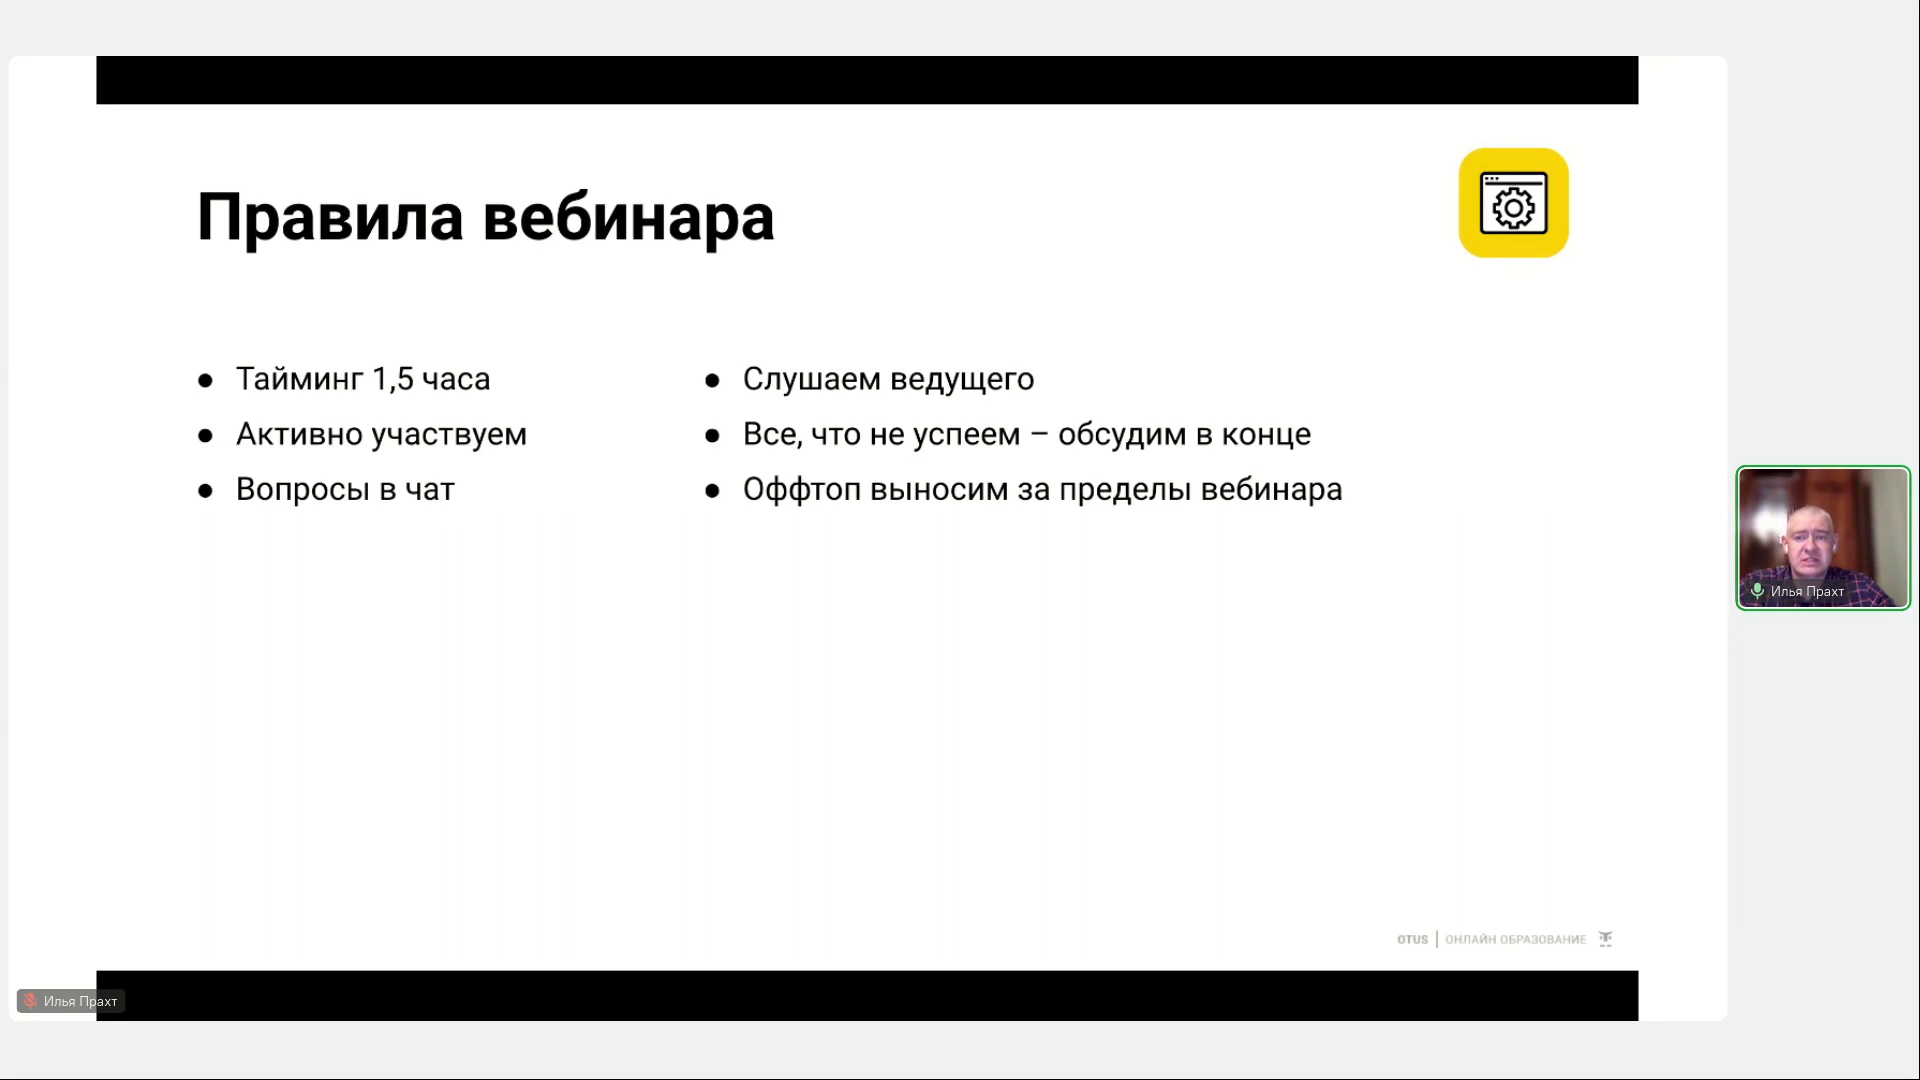 Правила вебинара
● Тайминг 1,5 часа
● Активно участвуем
● Вопросы в чат
● Слушаем ведущего
● Все, что не успеем – обсудим в конце
● Оффтоп выносим за пределы вебинара
Илья Прахт
OTUS | ОНЛАЙН ОБРАЗОВАНИЕ
Илья Прахт